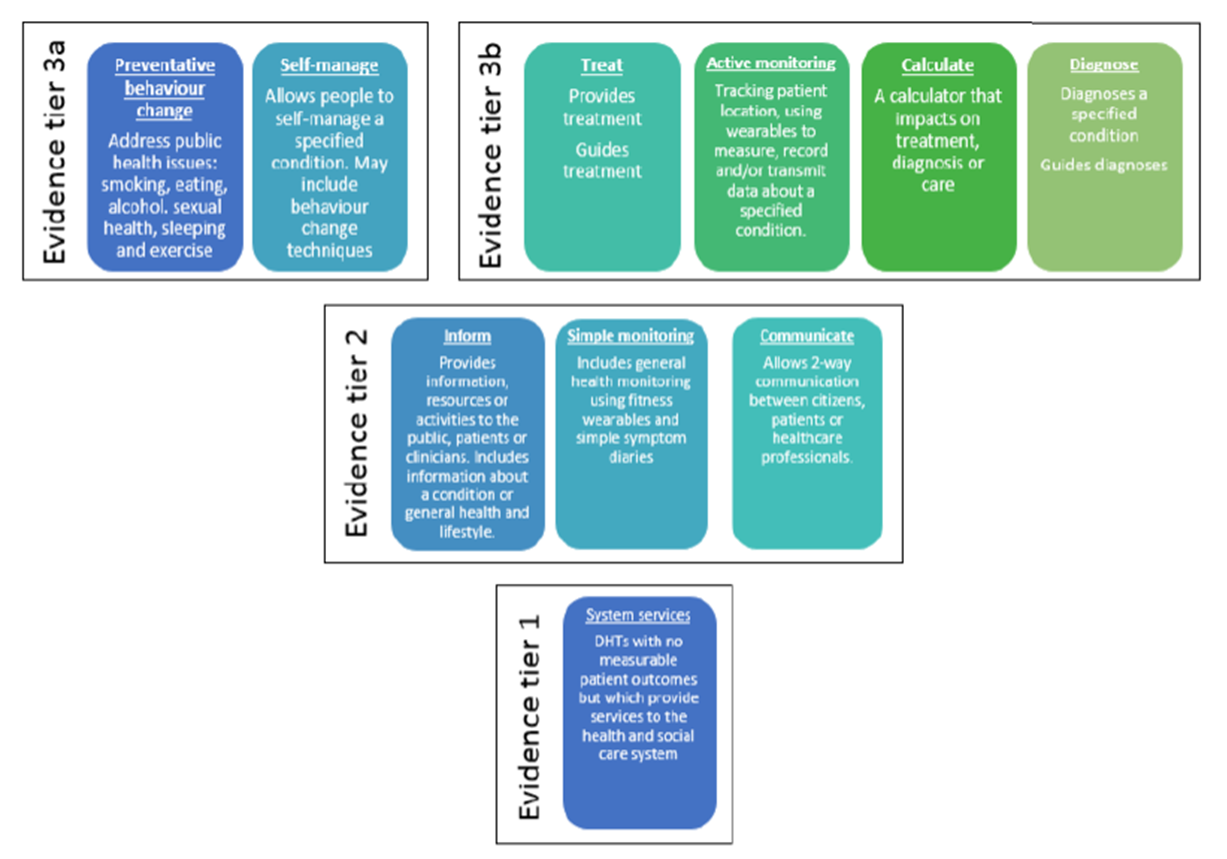 Evidence tier 3a
Preventative
behaviour
change
Address public
health issues:
smoking, eating,
alcohol. sexual
health, sleeping
and exercise
Self-manage
Allows people to
self-manage a
specified
condition. May
include
behaviour
change
techniques
Evidence tier 3b
Treat
Provides
treatment
Guides
treatment
Active monitoring
Tracking patient
location, using
wearables to
measure, record
and/or transmit
data about a
specified
condition.
Calculate
A calculator that
impacts on
treatment,
diagnosis or
care
Diagnose
Diagnoses a
specified
condition
Guides diagnoses
Evidence tier 2
Inform
Provides
information,
resources or
activities to the
public, patients or
clinicians. Includes
information about
a condition or
general health and
lifestyle.
Simple monitoring
Includes general
health monitoring
using fitness
wearables and
simple symptom
diaries
Communicate
Allows 2-way
communication
between citizens,
patients or
healthcare
professionals.
Evidence tier 1
System services
DHTs with no
measurable
patient outcomes
but which provide
services to the
health and social
care system